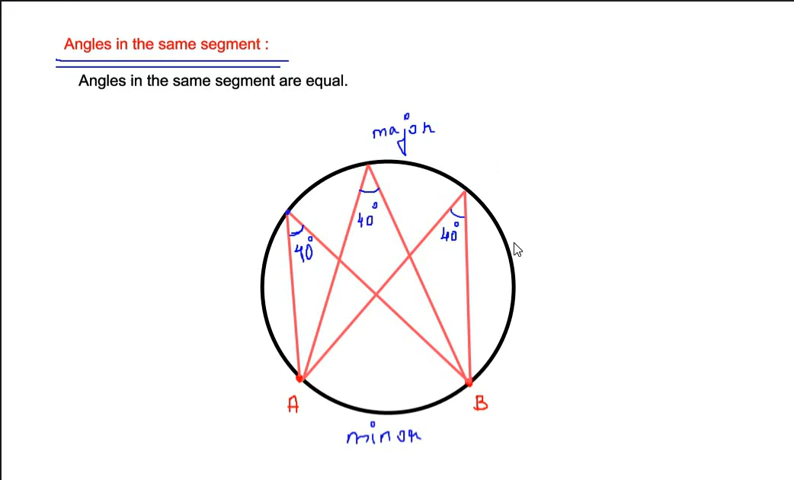 Angles in the same segment :
Angles in the same segment are equal.
major
40°
40°
40°
A
B
minor